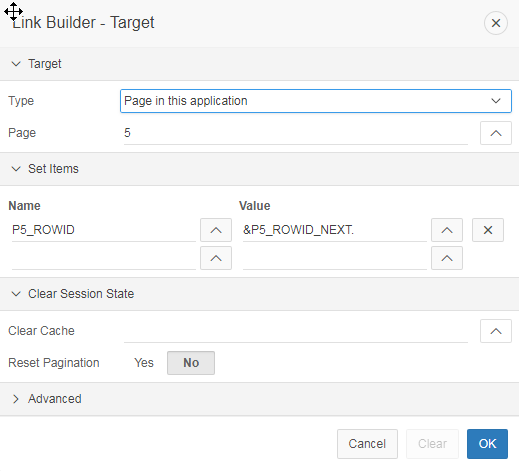 Link Builder - Target
Target
Type Page in this application
Page 5
Set Items
Name Value
P5_ROWID &P5_ROWID_NEXT.
Clear Session State
Clear Cache
Reset Pagination Yes No
Advanced
Cancel Clear OK